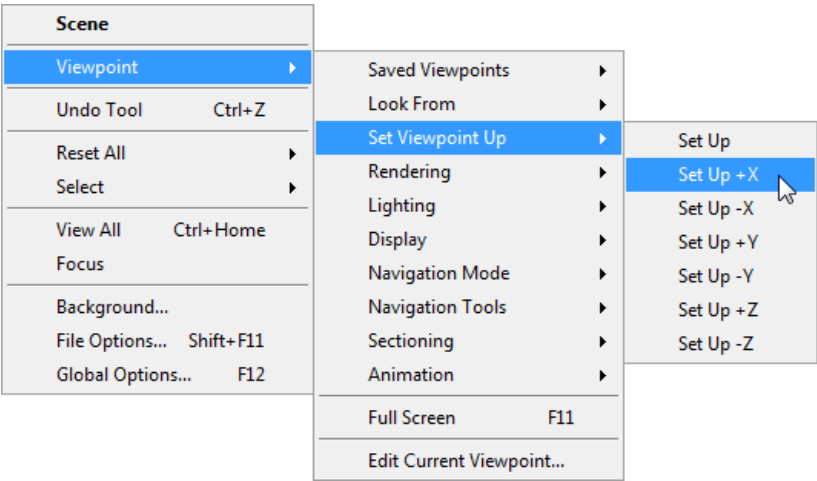 Scene
Viewpoint
Undo Tool Ctrl+Z
Reset All
Select
View All Ctrl+Home
Focus
Background...
File Options... Shift+F11
Global Options... F12
Saved Viewpoints
Look From
Set Viewpoint Up
Rendering
Lighting
Display
Navigation Mode
Navigation Tools
Sectioning
Animation
Full Screen F11
Edit Current Viewpoint...
Set Up
Set Up +X
Set Up -X
Set Up +Y
Set Up -Y
Set Up +Z
Set Up -Z